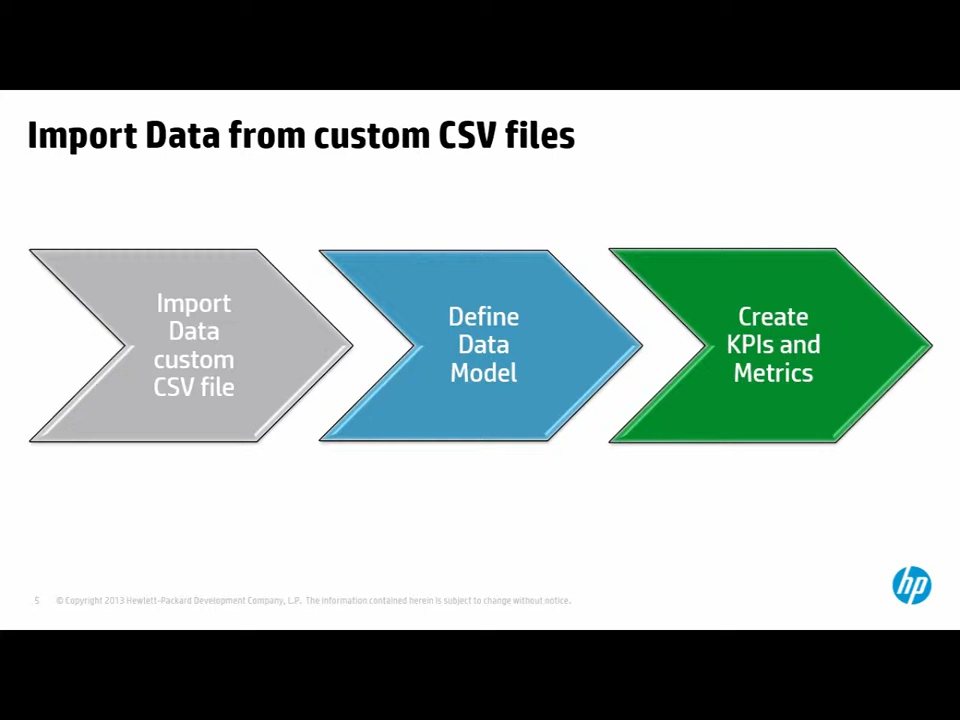 Import Data from custom CSV files
Import
Data
custom
CSV file
Define
Data
Model
Create
KPIs and
Metrics
hp
5 © Copyright 2013 Hewlett-Packard Development Company, L.P. The information contained herein is subject to change without notice.